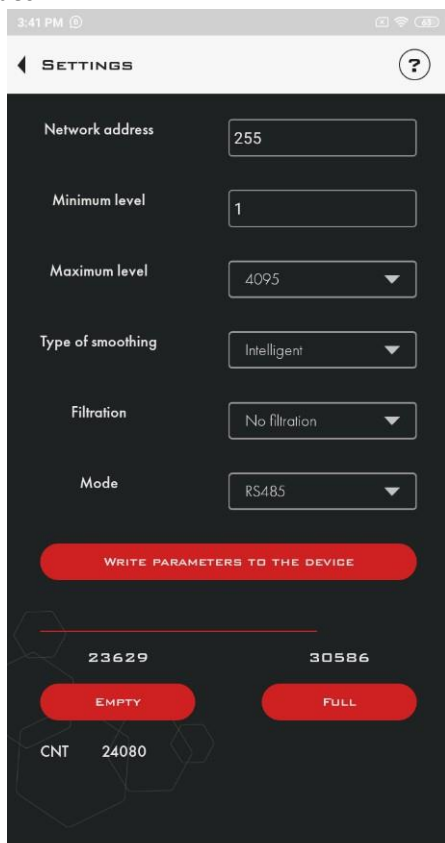 3:41 PM
63
SETTINGS
?
Network address
255
Minimum level
1
Maximum level
4095
Type of smoothing
Intelligent
Filtration
No filtration
Mode
RS485
WRITE PARAMETERS TO THE DEVICE
23629
30586
EMPTY
FULL
CNT 24080